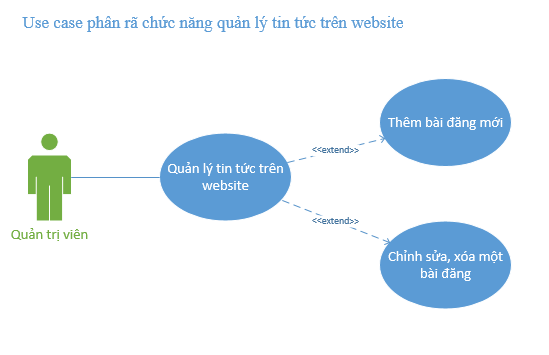 Use case phân rã chức năng quản lý tin tức trên website
Thêm bài đăng mới
<<extend>>
Quản lý tin tức trên
website
<<extend>>
Quản trị viên
Chỉnh sửa, xóa một
bài đăng